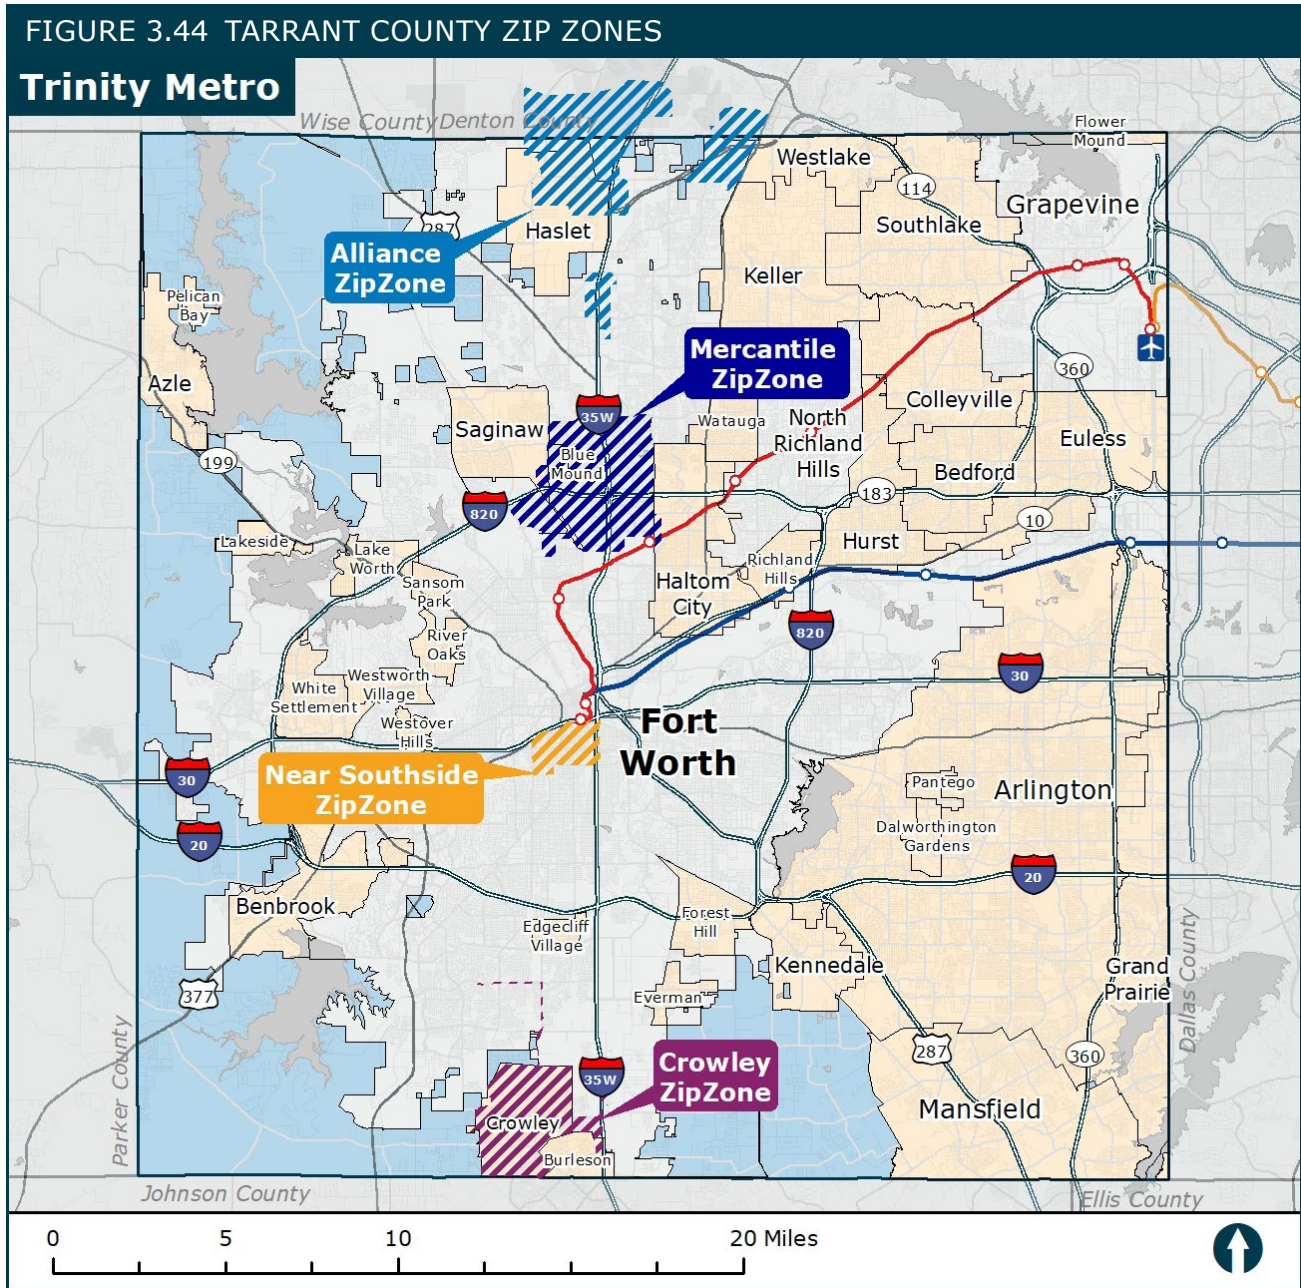 FIGURE 3.44 TARRANT COUNTY ZIP ZONES
Trinity Metro
Wise County
Denton County
Flower
Mound
Westlake
114
Grapevine
Southlake
287
Haslet
Alliance
ZipZone
Keller
Pelican
Bay
Azle
Mercantile
ZipZone
360
Colleyville
35W
Watauga
North
Richland
Hills
Saginaw
Euless
Blue
Mound
199
Bedford
183
820
10
Lakeside
Lake
Worth
Hurst
Richland
Hills
Sansom
Park
Haltom
City
820
River
Oaks
30
Westworth
Village
White
Settlement
Westover
Hills
Fort
Worth
30
Near Southside
ZipZone
Pantego
Arlington
Dalworthington
Gardens
20
20
Benbrook
Forest
Hill
Edgecliff
Village
Kennedale
Grand
Prairie
Dallas County
377
Everman
Parker County
287
360
Crowley
ZipZone
35W
Crowley
Mansfield
Burleson
Johnson County
Ellis County
0 5 10 20 Miles